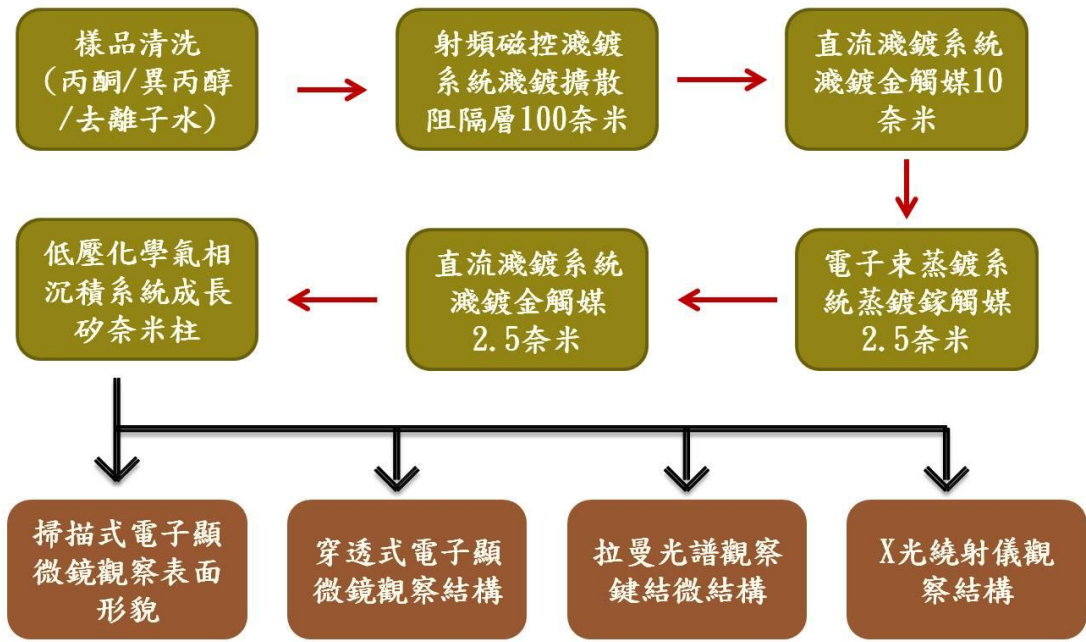 樣品清洗
(丙酮/異丙醇
/去離子水)
射頻磁控濺鍍
系統濺鍍擴散
阻隔層100奈米
直流濺鍍系統
濺鍍金觸媒10
奈米
電子束蒸鍍系
統蒸鍍鎵觸媒
2.5奈米
直流濺鍍系統
濺鍍金觸媒
2.5奈米
低壓化學氣相
沉積系統成長
矽奈米柱
掃描式電子顯
微鏡觀察表面
形貌
穿透式電子顯
微鏡觀察結構
拉曼光譜觀察
鍵結微結構
X光繞射儀觀
察結構